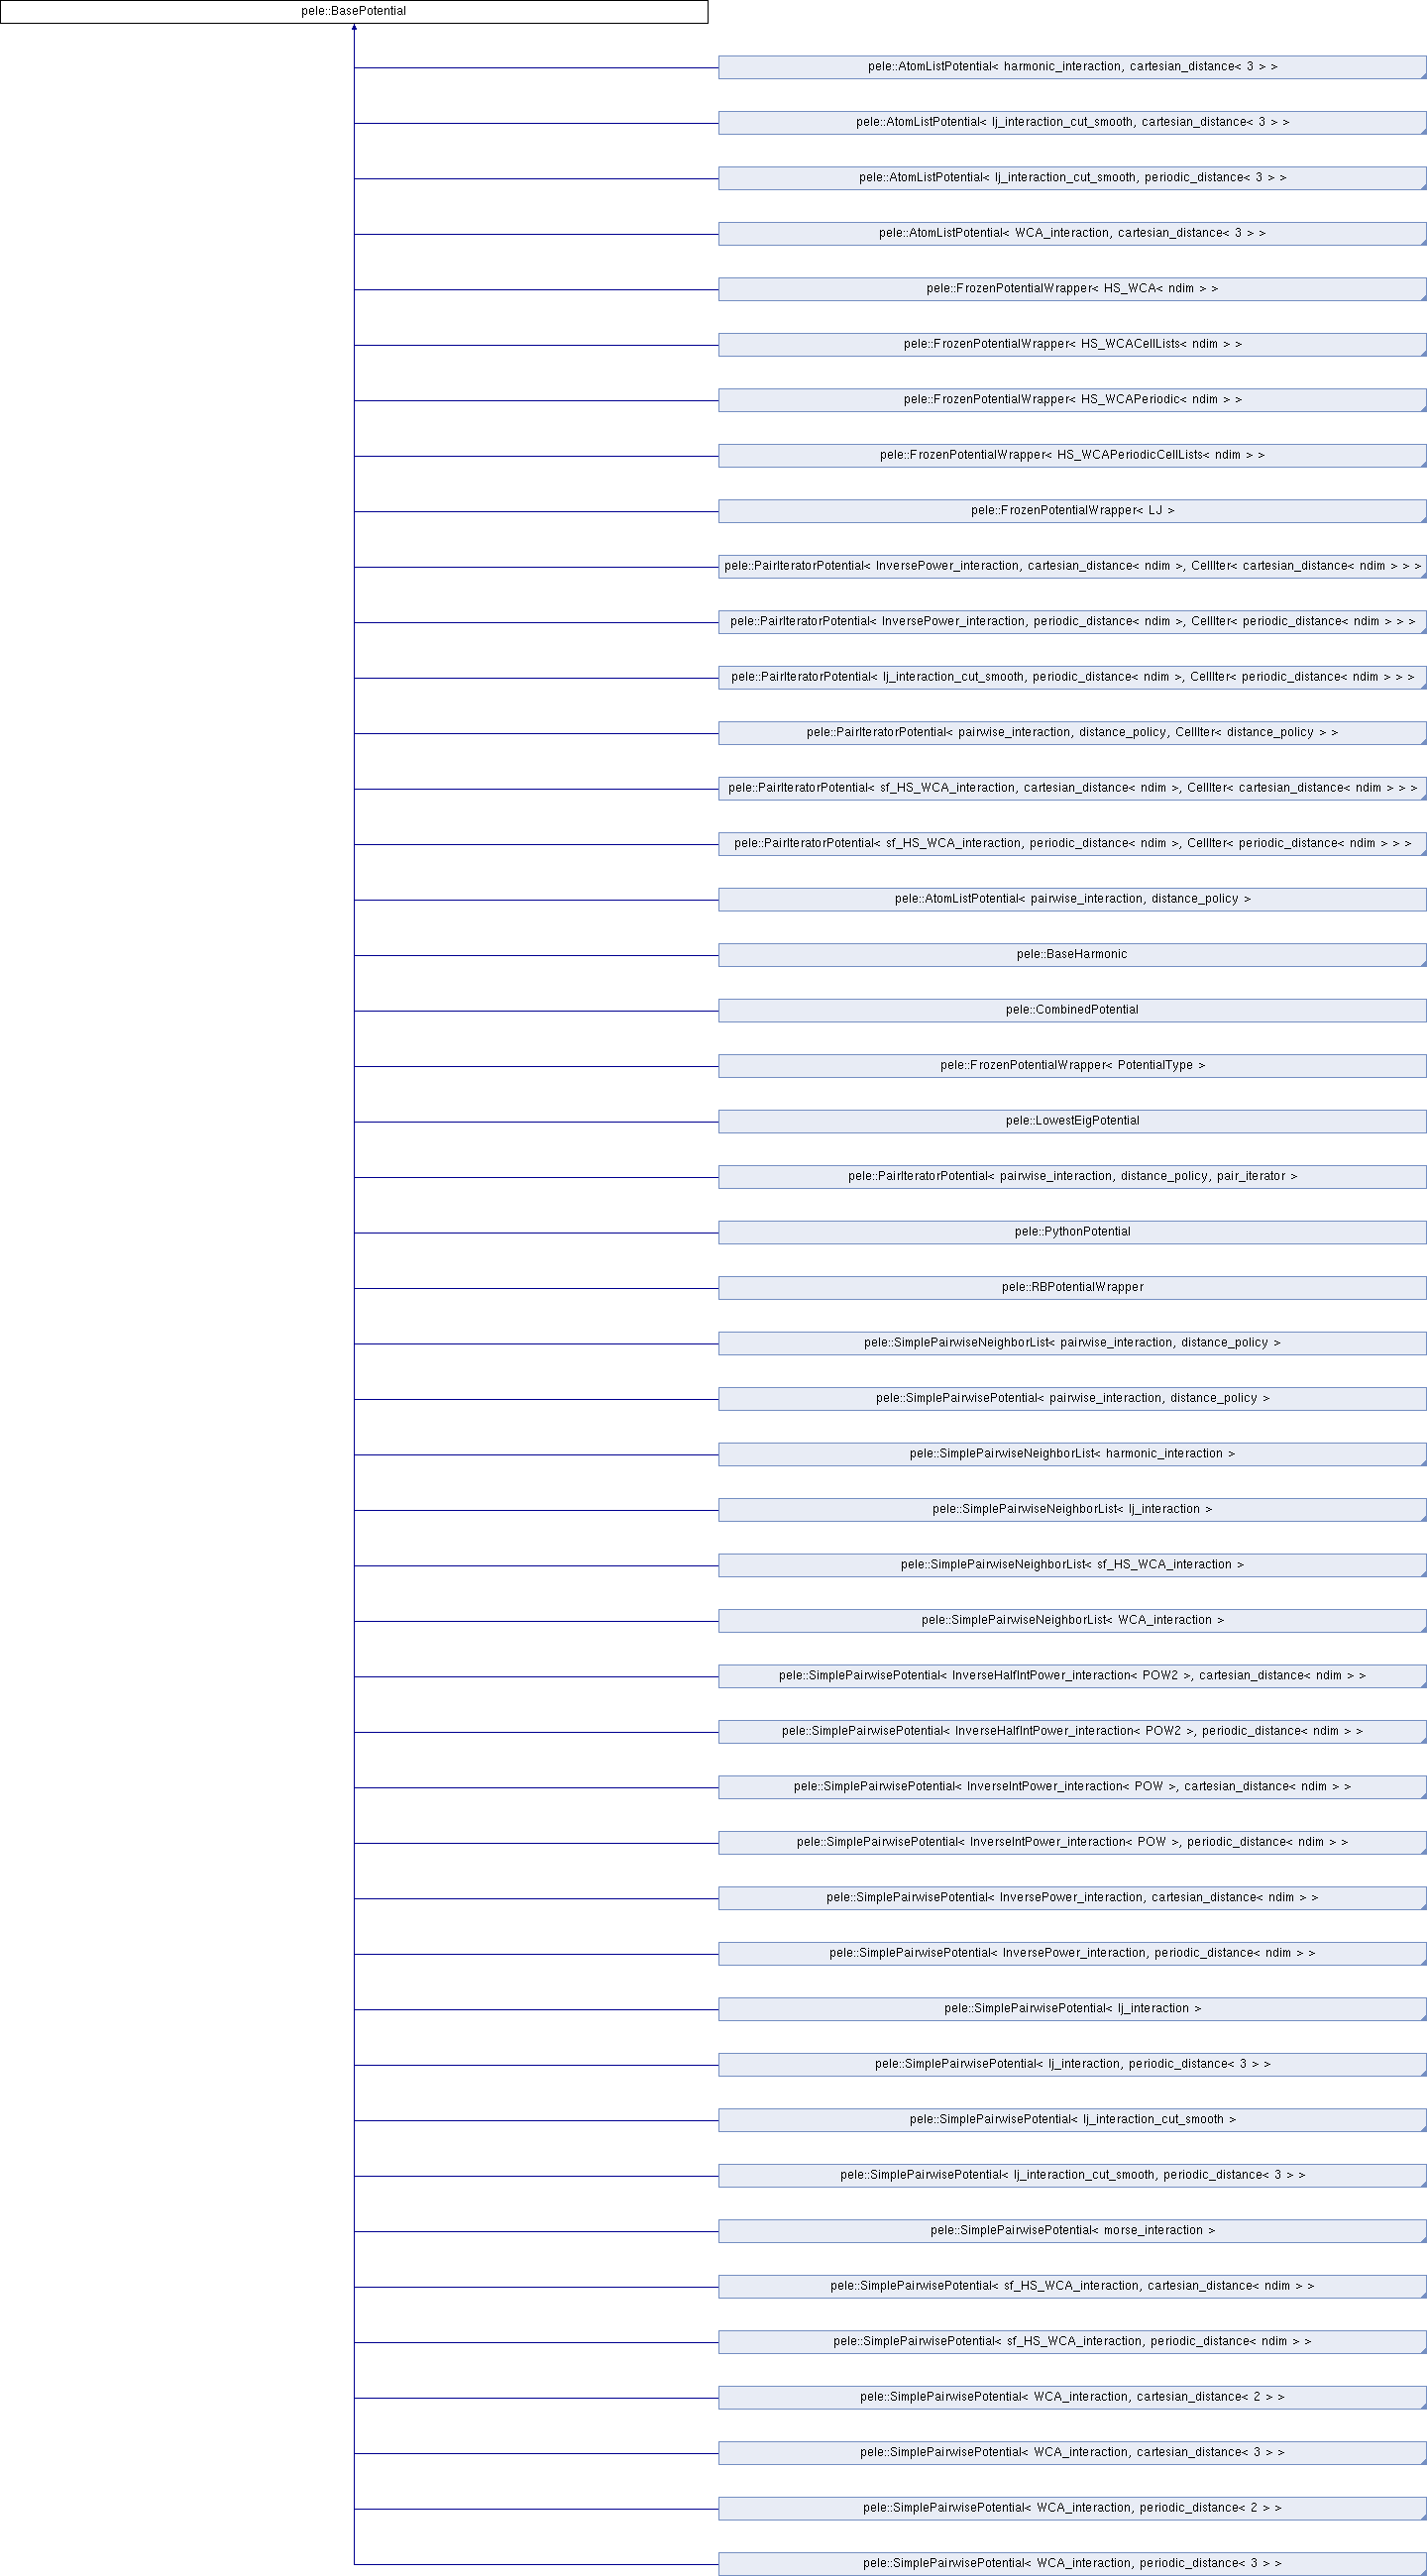 pele::BasePotential
pele::AtomListPotential< harmonic_interaction, cartesian_distance< 3 > >
pele::AtomListPotential< lj_interaction_cut_smooth, cartesian_distance< 3 > >
pele::AtomListPotential< lj_interaction_cut_smooth, periodic_distance< 3 > >
pele::AtomListPotential< WCA_interaction, cartesian_distance< 3 > >
pele::FrozenPotentialWrapper< HS_WCA< ndim > >
pele::FrozenPotentialWrapper< HS_WCACellLists< ndim > >
pele::FrozenPotentialWrapper< HS_WCAPeriodic< ndim > >
pele::FrozenPotentialWrapper< HS_WCAPeriodicCellLists< ndim > >
pele::FrozenPotentialWrapper< LJ >
pele::PairIteratorPotential< InversePower_interaction, cartesian_distance< ndim >, CellIter< cartesian_distance< ndim > > >
pele::PairIteratorPotential< InversePower_interaction, periodic_distance< ndim >, CellIter< periodic_distance< ndim > > >
pele::PairIteratorPotential< lj_interaction_cut_smooth, periodic_distance< ndim >, CellIter< periodic_distance< ndim > > >
pele::PairIteratorPotential< pairwise_interaction, distance_policy, CellIter< distance_policy > >
pele::PairIteratorPotential< sf_HS_WCA_interaction, cartesian_distance< ndim >, CellIter< cartesian_distance< ndim > > >
pele::PairIteratorPotential< sf_HS_WCA_interaction, periodic_distance< ndim >, CellIter< periodic_distance< ndim > > >
pele::AtomListPotential< pairwise_interaction, distance_policy >
pele::BaseHarmonic
pele::CombinedPotential
pele::FrozenPotentialWrapper< PotentialType >
pele::LowestEigPotential
pele::PairIteratorPotential< pairwise_interaction, distance_policy, pair_iterator >
pele::PythonPotential
pele::RBPotentialWrapper
pele::SimplePairwiseNeighborList< pairwise_interaction, distance_policy >
pele::SimplePairwisePotential< pairwise_interaction, distance_policy >
pele::SimplePairwiseNeighborList< harmonic_interaction >
pele::SimplePairwiseNeighborList< lj_interaction >
pele::SimplePairwiseNeighborList< sf_HS_WCA_interaction >
pele::SimplePairwiseNeighborList< WCA_interaction >
pele::SimplePairwisePotential< InverseHalfIntPower_interaction< POW2 >, cartesian_distance< ndim > >
pele::SimplePairwisePotential< InverseHalfIntPower_interaction< POW2 >, periodic_distance< ndim > >
pele::SimplePairwisePotential< InverseIntPower_interaction< POW >, cartesian_distance< ndim > >
pele::SimplePairwisePotential< InverseIntPower_interaction< POW >, periodic_distance< ndim > >
pele::SimplePairwisePotential< InversePower_interaction, cartesian_distance< ndim > >
pele::SimplePairwisePotential< InversePower_interaction, periodic_distance< ndim > >
pele::SimplePairwisePotential< lj_interaction >
pele::SimplePairwisePotential< lj_interaction, periodic_distance< 3 > >
pele::SimplePairwisePotential< lj_interaction_cut_smooth >
pele::SimplePairwisePotential< lj_interaction_cut_smooth, periodic_distance< 3 > >
pele::SimplePairwisePotential< morse_interaction >
pele::SimplePairwisePotential< sf_HS_WCA_interaction, cartesian_distance< ndim > >
pele::SimplePairwisePotential< sf_HS_WCA_interaction, periodic_distance< ndim > >
pele::SimplePairwisePotential< WCA_interaction, cartesian_distance< 2 > >
pele::SimplePairwisePotential< WCA_interaction, cartesian_distance< 3 > >
pele::SimplePairwisePotential< WCA_interaction, periodic_distance< 2 > >
pele::SimplePairwisePotential< WCA_interaction, periodic_distance< 3 > >